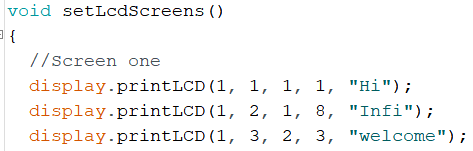 void setLcdScreens()
{
//Screen one
display.printLCD(1, 1, 1, 1, "Hi");
display.printLCD(1, 2, 1, 8, "Infi");
display.printLCD(1, 3, 2, 3, "welcome");